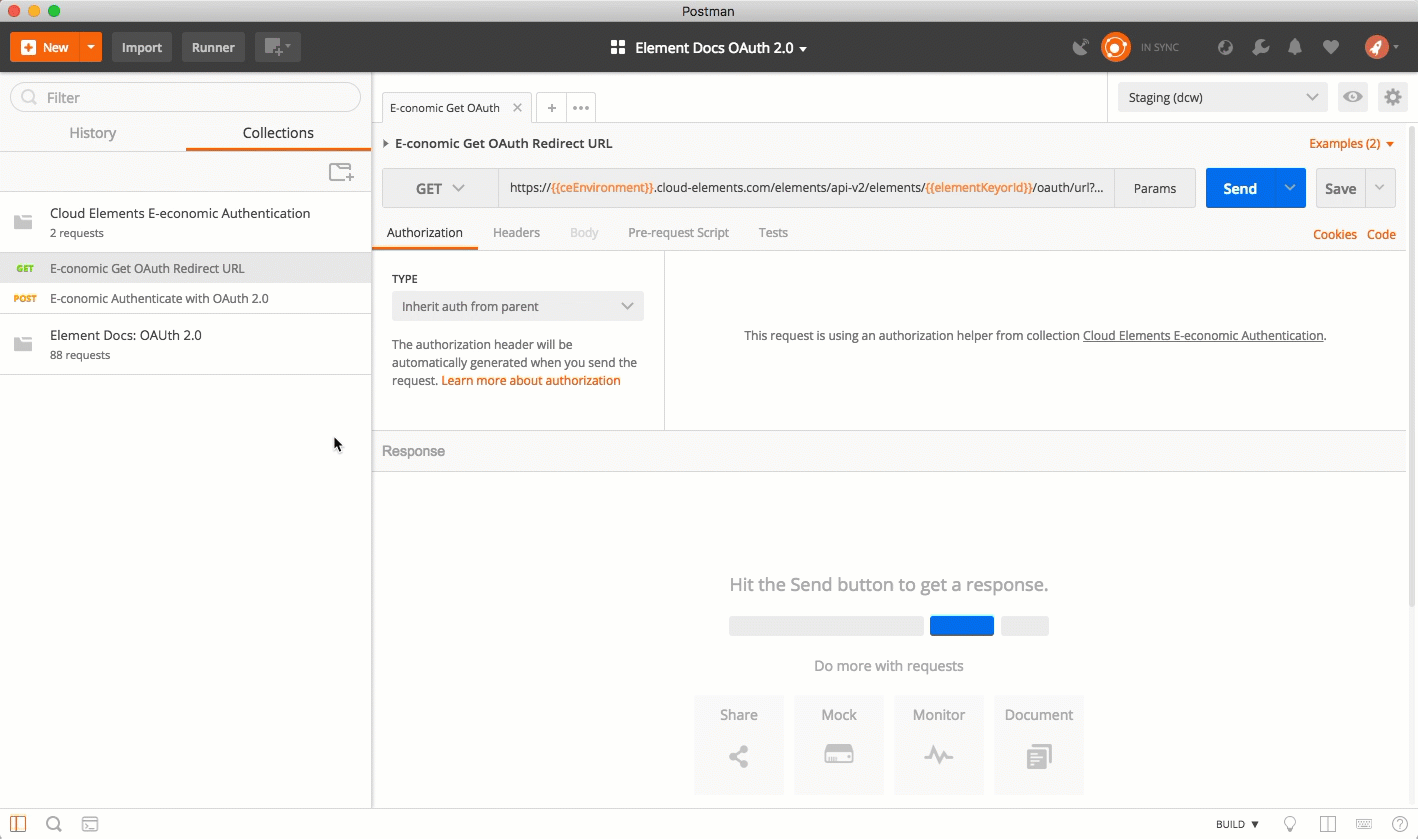 Postman
New
Import
Runner
Element Docs OAuth 2.0
IN SYNC
Filter
History
Collections
Cloud Elements E-economic Authentication
2 requests
GET E-conomic Get OAuth Redirect URL
POST E-conomic Authenticate with OAuth 2.0
Element Docs: OAUth 2.0
88 requests
E-conomic Get OAuth
Staging (dcw)
E-conomic Get OAuth Redirect URL
Examples (2)
GET
https://{{ceEnvironment}}.cloud-elements.com/elements/api-v2/elements/{{elementKeyorId}}/oauth/url?...
Params
Send
Save
Authorization
Headers
Body
Pre-request Script
Tests
Cookies
Code
TYPE
Inherit auth from parent
The authorization header will be
automatically generated when you send the
request. Learn more about authorization
This request is using an authorization helper from collection Cloud Elements E-economic Authentication.
Response
Hit the Send button to get a response.
Do more with requests
Share
Mock
Monitor
Document
BUILD